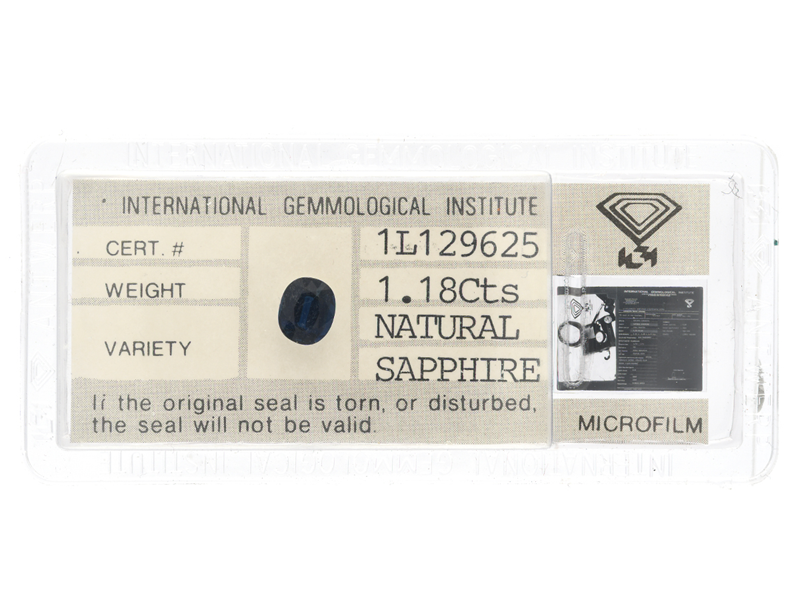 INTERNATIONAL GEMMOLOGICAL INSTITUTE
CERT. # 1L129625
WEIGHT 1.18Cts
VARIETY NATURAL
SAPPHIRE
If the original seal is torn, or disturbed,
the seal will not be valid.
MICROFILM